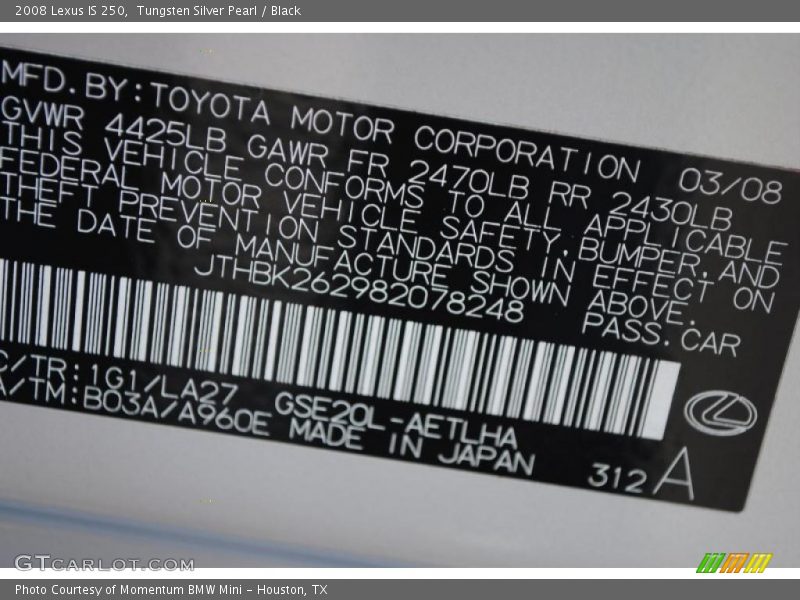 2008 Lexus IS 250,  Tungsten Silver Pearl / Black
MFD. BY: TOYOTA MOTOR CORPORATION 03/08
GVWR 4425LB GAWR FR 2470LB RR 2430LB
THIS VEHICLE CONFORMS TO ALL APPLICABLE
FEDERAL MOTOR VEHICLE SAFETY, BUMPER, AND
THEFT PREVENTION STANDARDS IN EFFECT ON
THE DATE OF MANUFACTURE SHOWN ABOVE.
JTHBK262982078248 PASS. CAR
C/TR: 1G1/LA27 GSE20L-AETLHA
A/TM: B03A/A960E MADE IN JAPAN 312 A
GTCARLOT.COM
Photo Courtesy of Momentum BMW Mini - Houston, TX